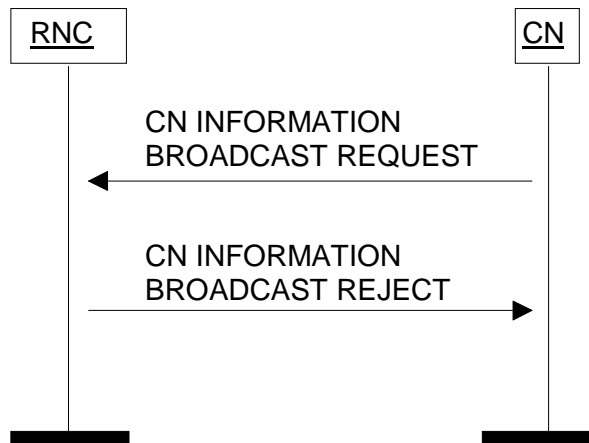 RNC
CN
CN INFORMATION
BROADCAST REQUEST
CN INFORMATION
BROADCAST REJECT